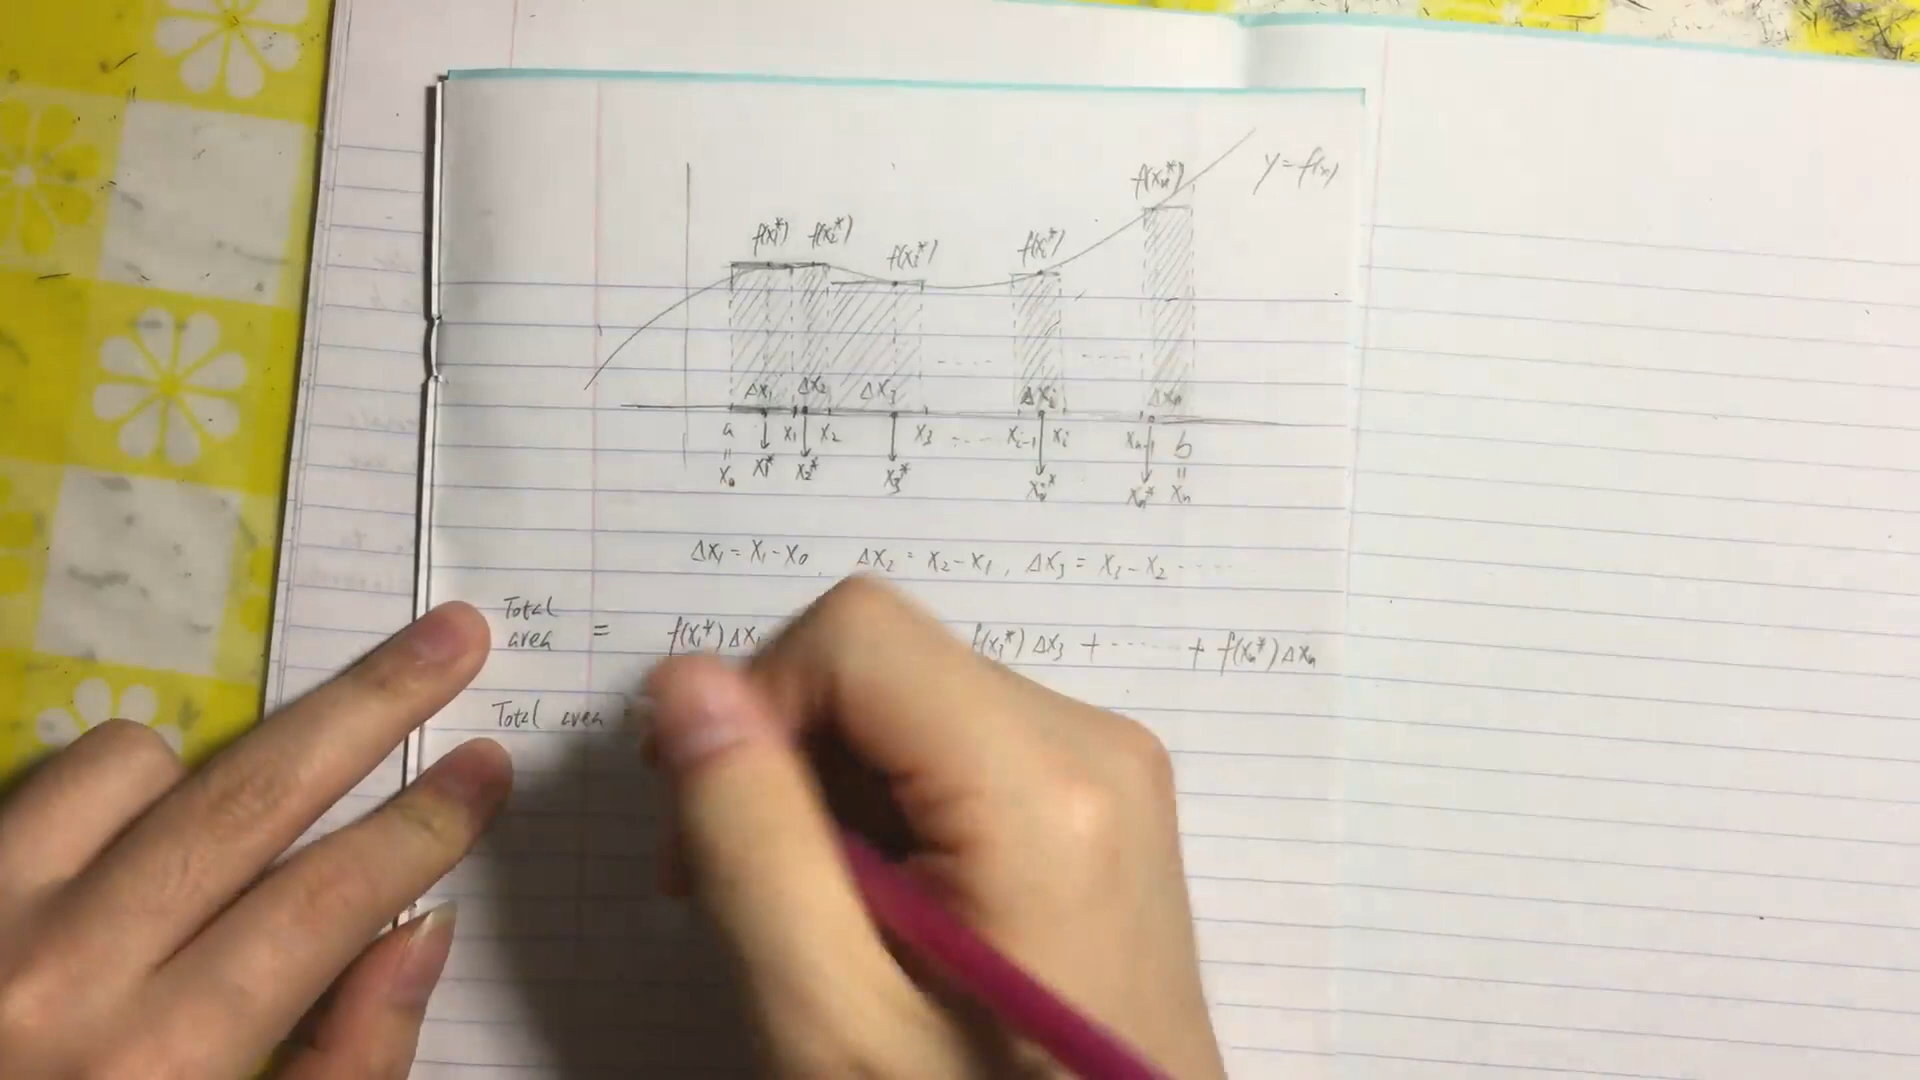 y=f(x)
f(xₙ*)
f(x₁*) f(x₂*) f(x₃*) f(xᵢ*)
Δx₁ Δx₂ Δx₃ Δxᵢ Δxₙ
a x₁ x₂ x₃ ..... xᵢ₋₁ xᵢ xₙ₋₁ b
= =
x₀ x₁* x₂* x₃* xᵢ* xₙ* xₙ
Δx₁ = x₁-x₀, Δx₂ = x₂-x₁, Δx₃ = x₃-x₂ .....
Total
area = f(x₁*)Δx₁ f(x₃*)Δx₃ + ...... + f(xₙ*)Δxₙ
Total area